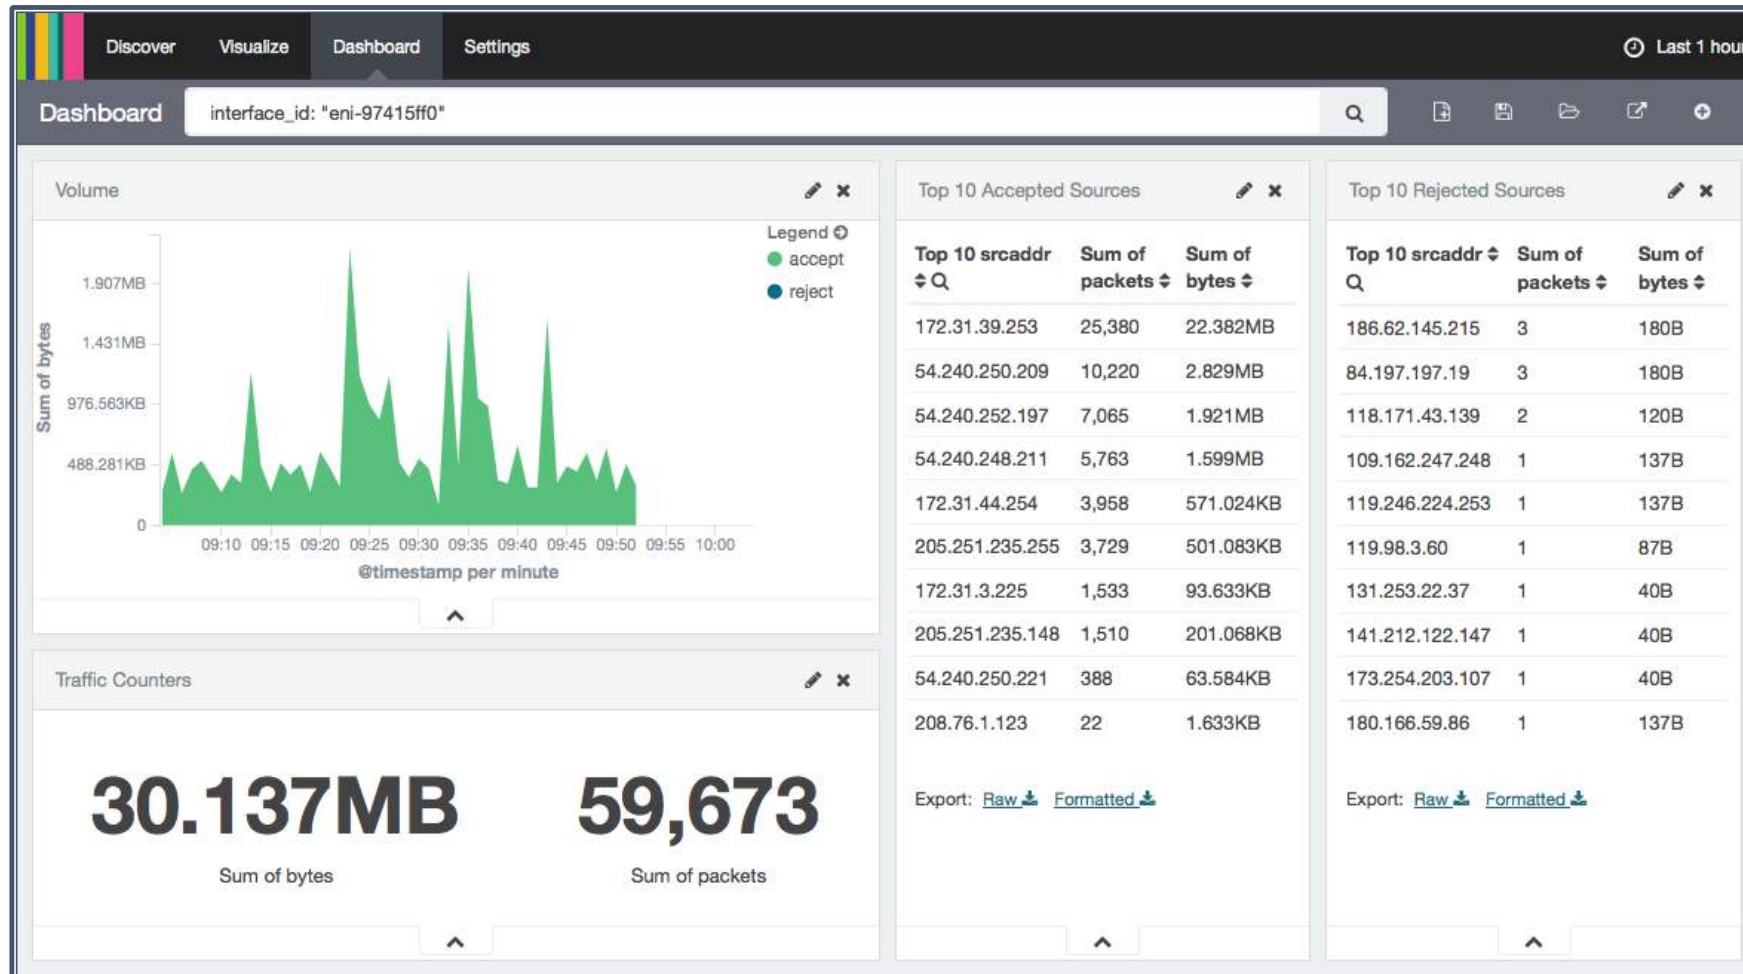 Discover Visualize Dashboard Settings Last 1 hour
Dashboard interface_id: "eni-97415ff0"
Volume
Legend
accept
reject
Sum of bytes
1.907MB
1.431MB
976.563KB
488.281KB
0
09:10 09:15 09:20 09:25 09:30 09:35 09:40 09:45 09:50 09:55 10:00
@timestamp per minute
Traffic Counters
30.137MB 59,673
Sum of bytes Sum of packets
Top 10 Accepted Sources
Top 10 srcaddr Sum of packets Sum of bytes
172.31.39.253 25,380 22.382MB
54.240.250.209 10,220 2.829MB
54.240.252.197 7,065 1.921MB
54.240.248.211 5,763 1.599MB
172.31.44.254 3,958 571.024KB
205.251.235.255 3,729 501.083KB
172.31.3.225 1,533 93.633KB
205.251.235.148 1,510 201.068KB
54.240.250.221 388 63.584KB
208.76.1.123 22 1.633KB
Export: Raw Formatted
Top 10 Rejected Sources
Top 10 srcaddr Sum of packets Sum of bytes
186.62.145.215 3 180B
84.197.197.19 3 180B
118.171.43.139 2 120B
109.162.247.248 1 137B
119.246.224.253 1 137B
119.98.3.60 1 87B
131.253.22.37 1 40B
141.212.122.147 1 40B
173.254.203.107 1 40B
180.166.59.86 1 137B
Export: Raw Formatted